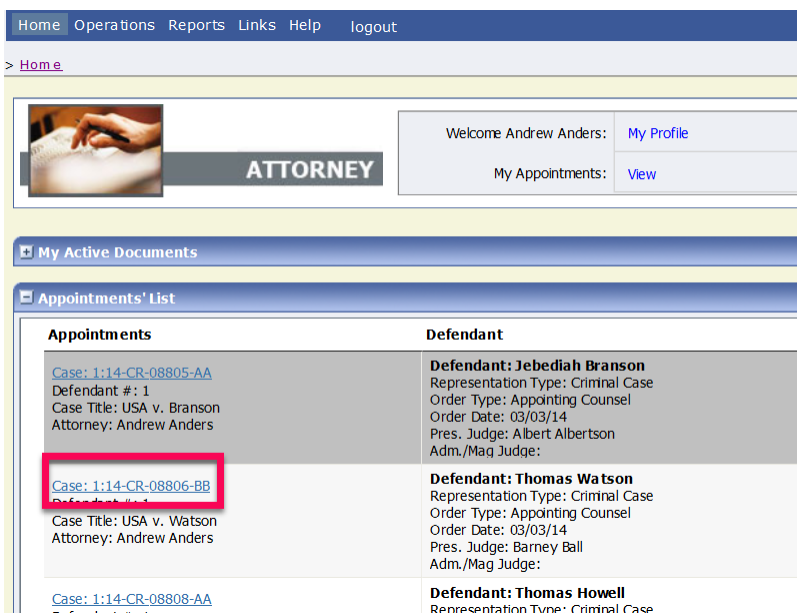 Home Operations Reports Links Help logout
> Home
ATTORNEY
Welcome Andrew Anders: My Profile
My Appointments: View
My Active Documents
Appointments' List
Appointments Defendant
Case: 1:14-CR-08805-AA
Defendant #: 1
Case Title: USA v. Branson
Attorney: Andrew Anders
Defendant: Jebediah Branson
Representation Type: Criminal Case
Order Type: Appointing Counsel
Order Date: 03/03/14
Pres. Judge: Albert Albertson
Adm./Mag Judge:
Case: 1:14-CR-08806-BB
Defendant #: 1
Case Title: USA v. Watson
Attorney: Andrew Anders
Defendant: Thomas Watson
Representation Type: Criminal Case
Order Type: Appointing Counsel
Order Date: 03/03/14
Pres. Judge: Barney Ball
Adm./Mag Judge:
Case: 1:14-CR-08808-AA
Defendant: Thomas Howell
Representation Type: Criminal Case